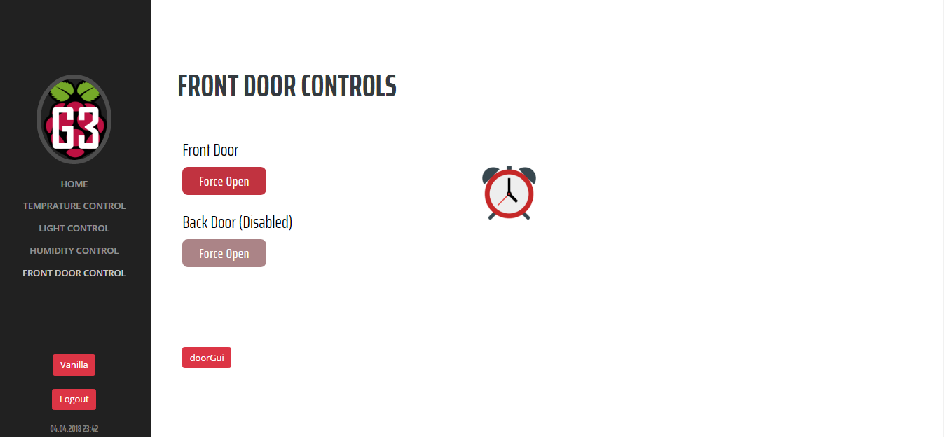 G3
HOME
TEMPRATURE CONTROL
LIGHT CONTROL
HUMIDITY CONTROL
FRONT DOOR CONTROL
Vanilla
Logout
04.04.2018 23:42
FRONT DOOR CONTROLS
Front Door
Force Open
Back Door (Disabled)
Force Open
doorGui